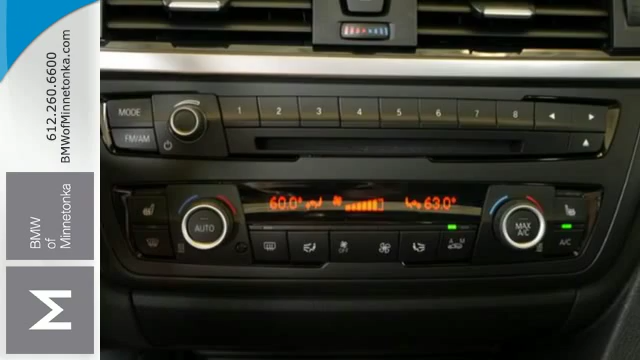 612.260.6600
BMWofMinnetonka.com
BMW
of
Minnetonka
M
MODE
1 2 3 4 5 6 7 8
FM/AM
60.0° 63.0°
AUTO
OFF
A M
MAX
A/C
A/C